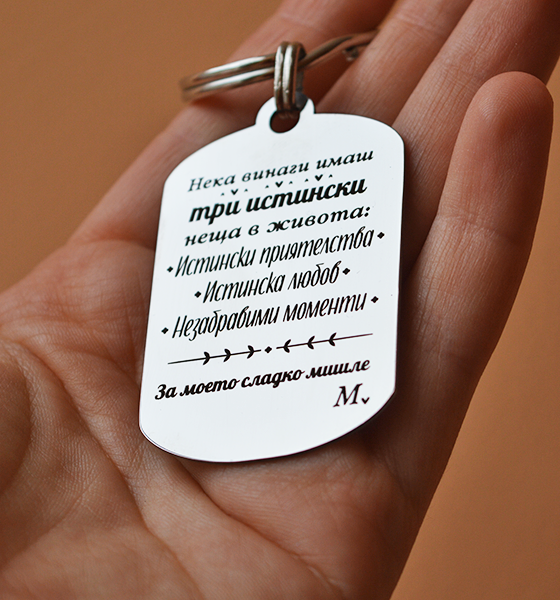 Нека винаги имаш
три истински
неща в живота:
• Истински приятелства •
• Истинска любов •
• Незабравими моменти •
За моето сладко мишле
М.